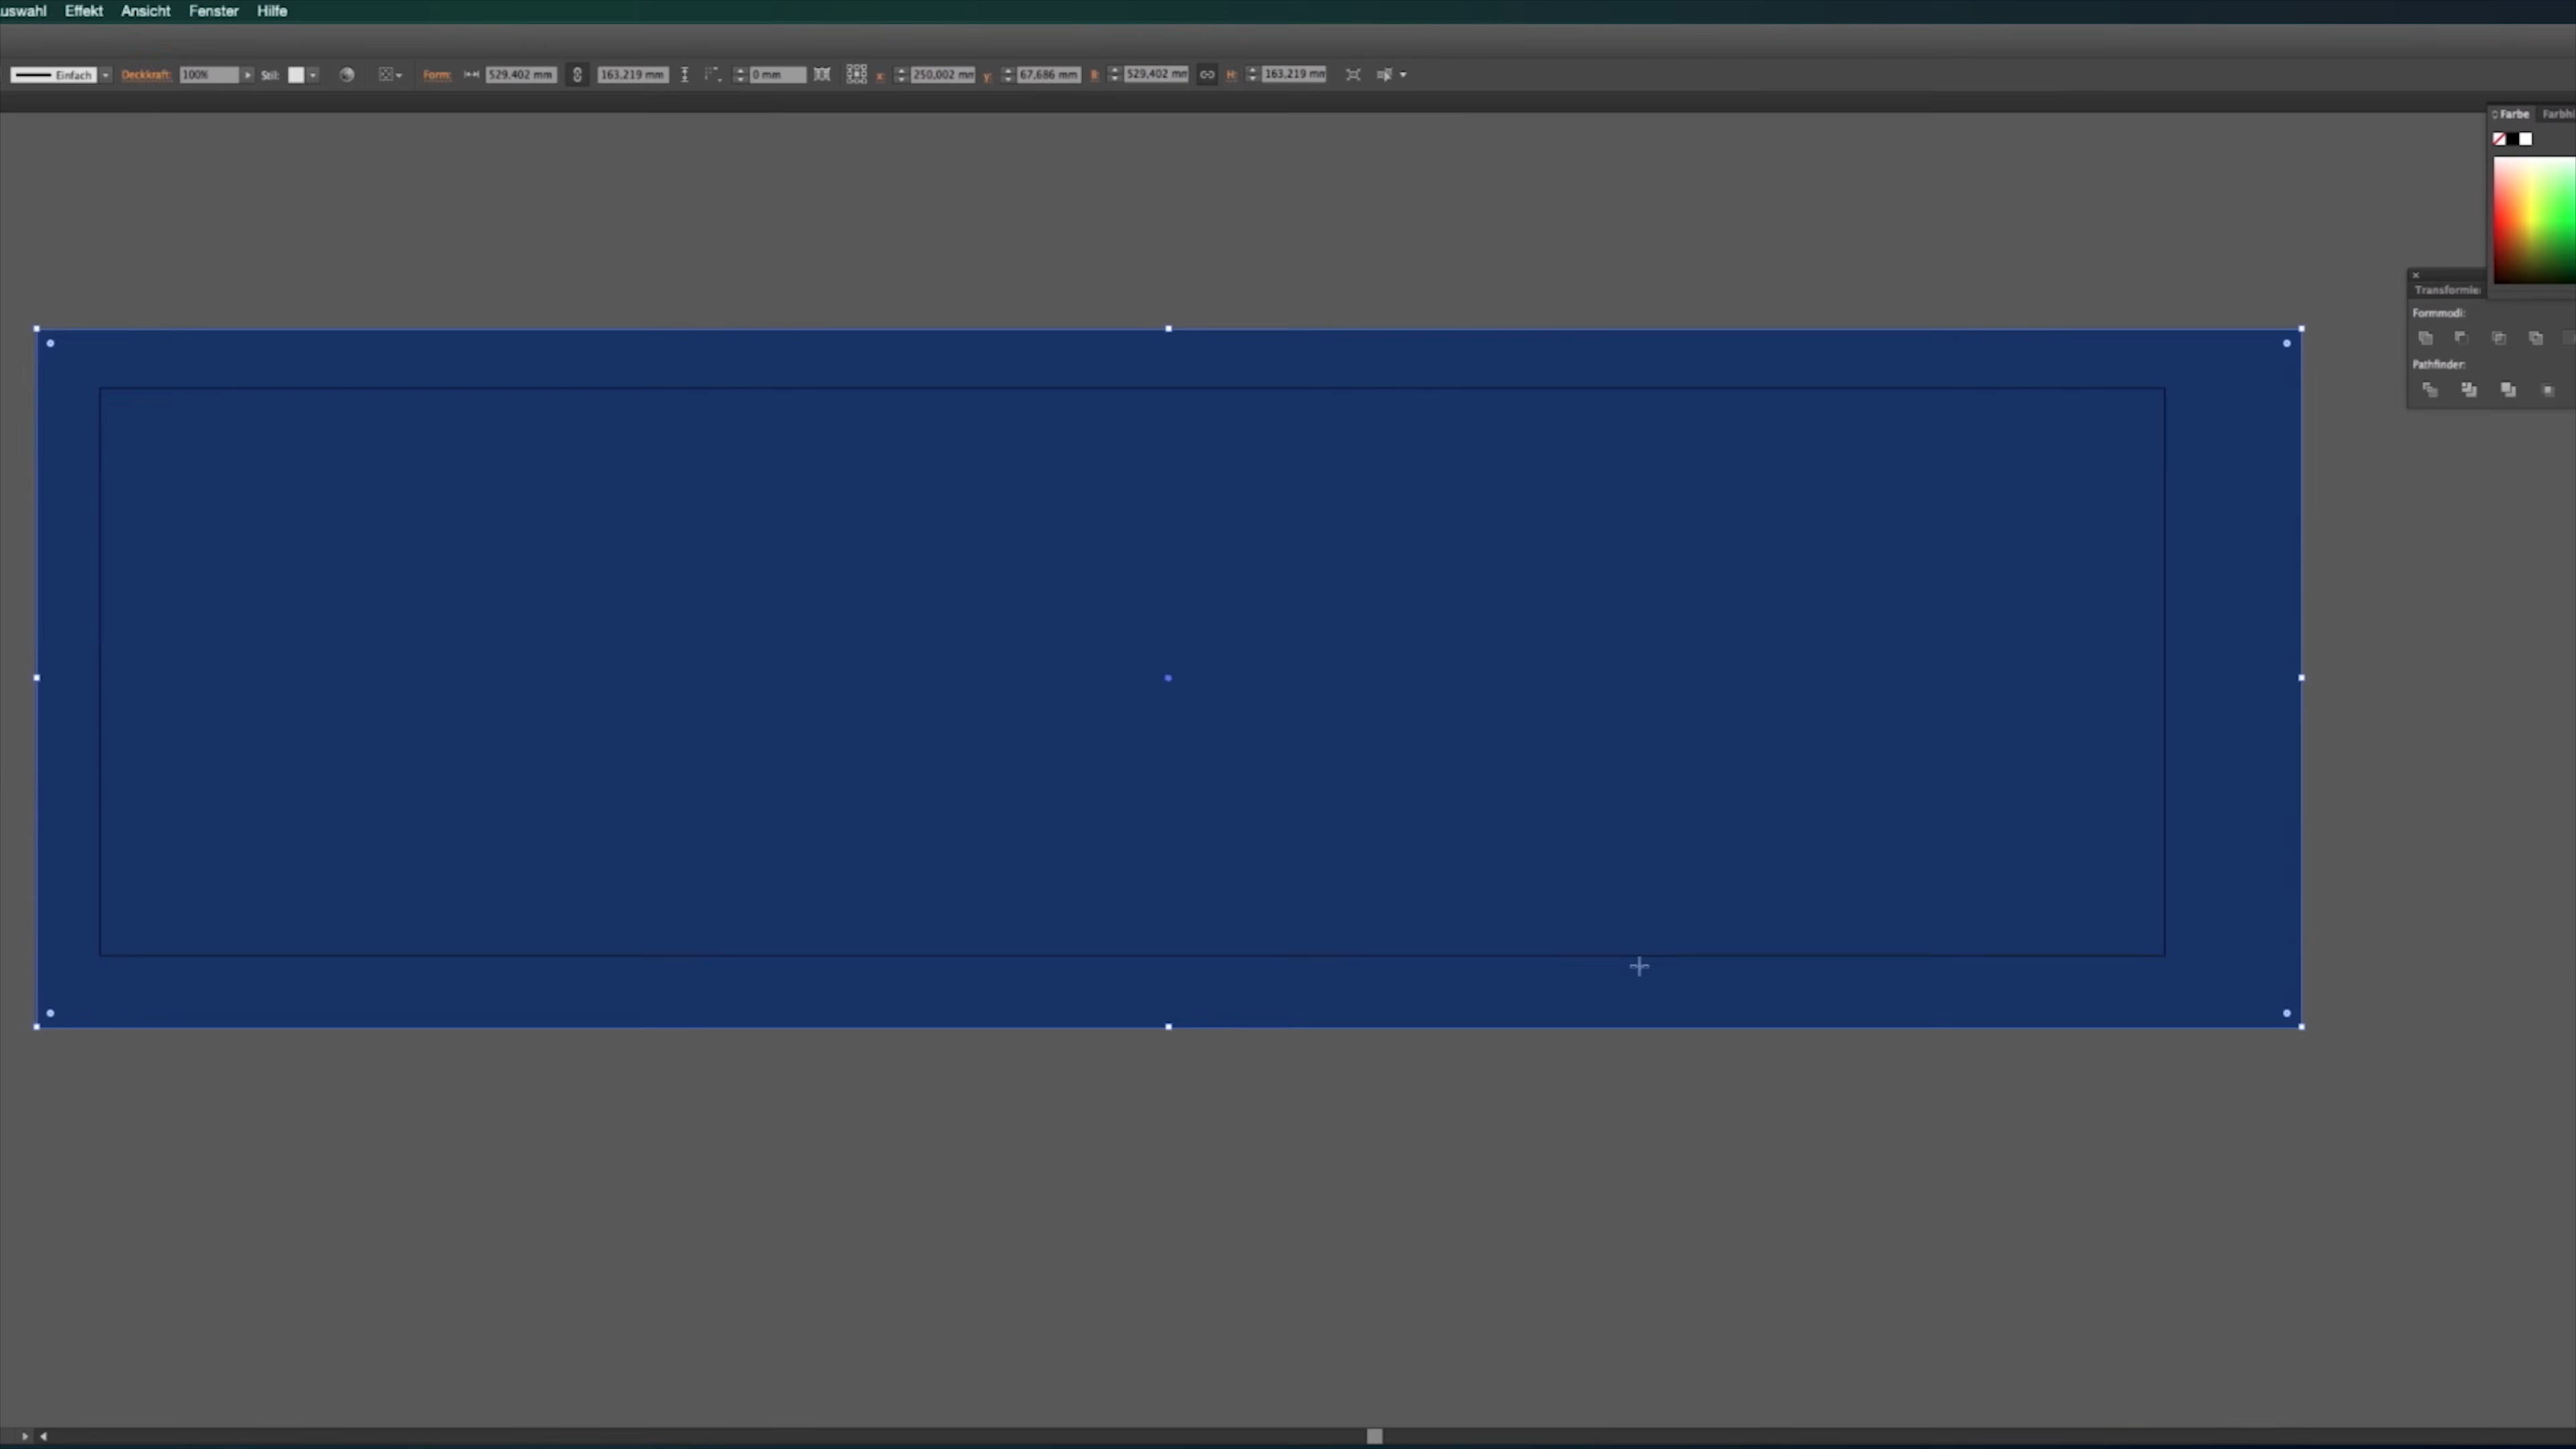 uswahl Effekt Ansicht Fenster Hilfe
Einfach Deckkraft: 100% Stil: Form: 529,402 mm 163,219 mm 0 mm x: 250,002 mm y: 67,686 mm B: 529,402 mm H: 163,219 mm
Farbe Farbhi
Transformie
Formmodi:
Pathfinder: